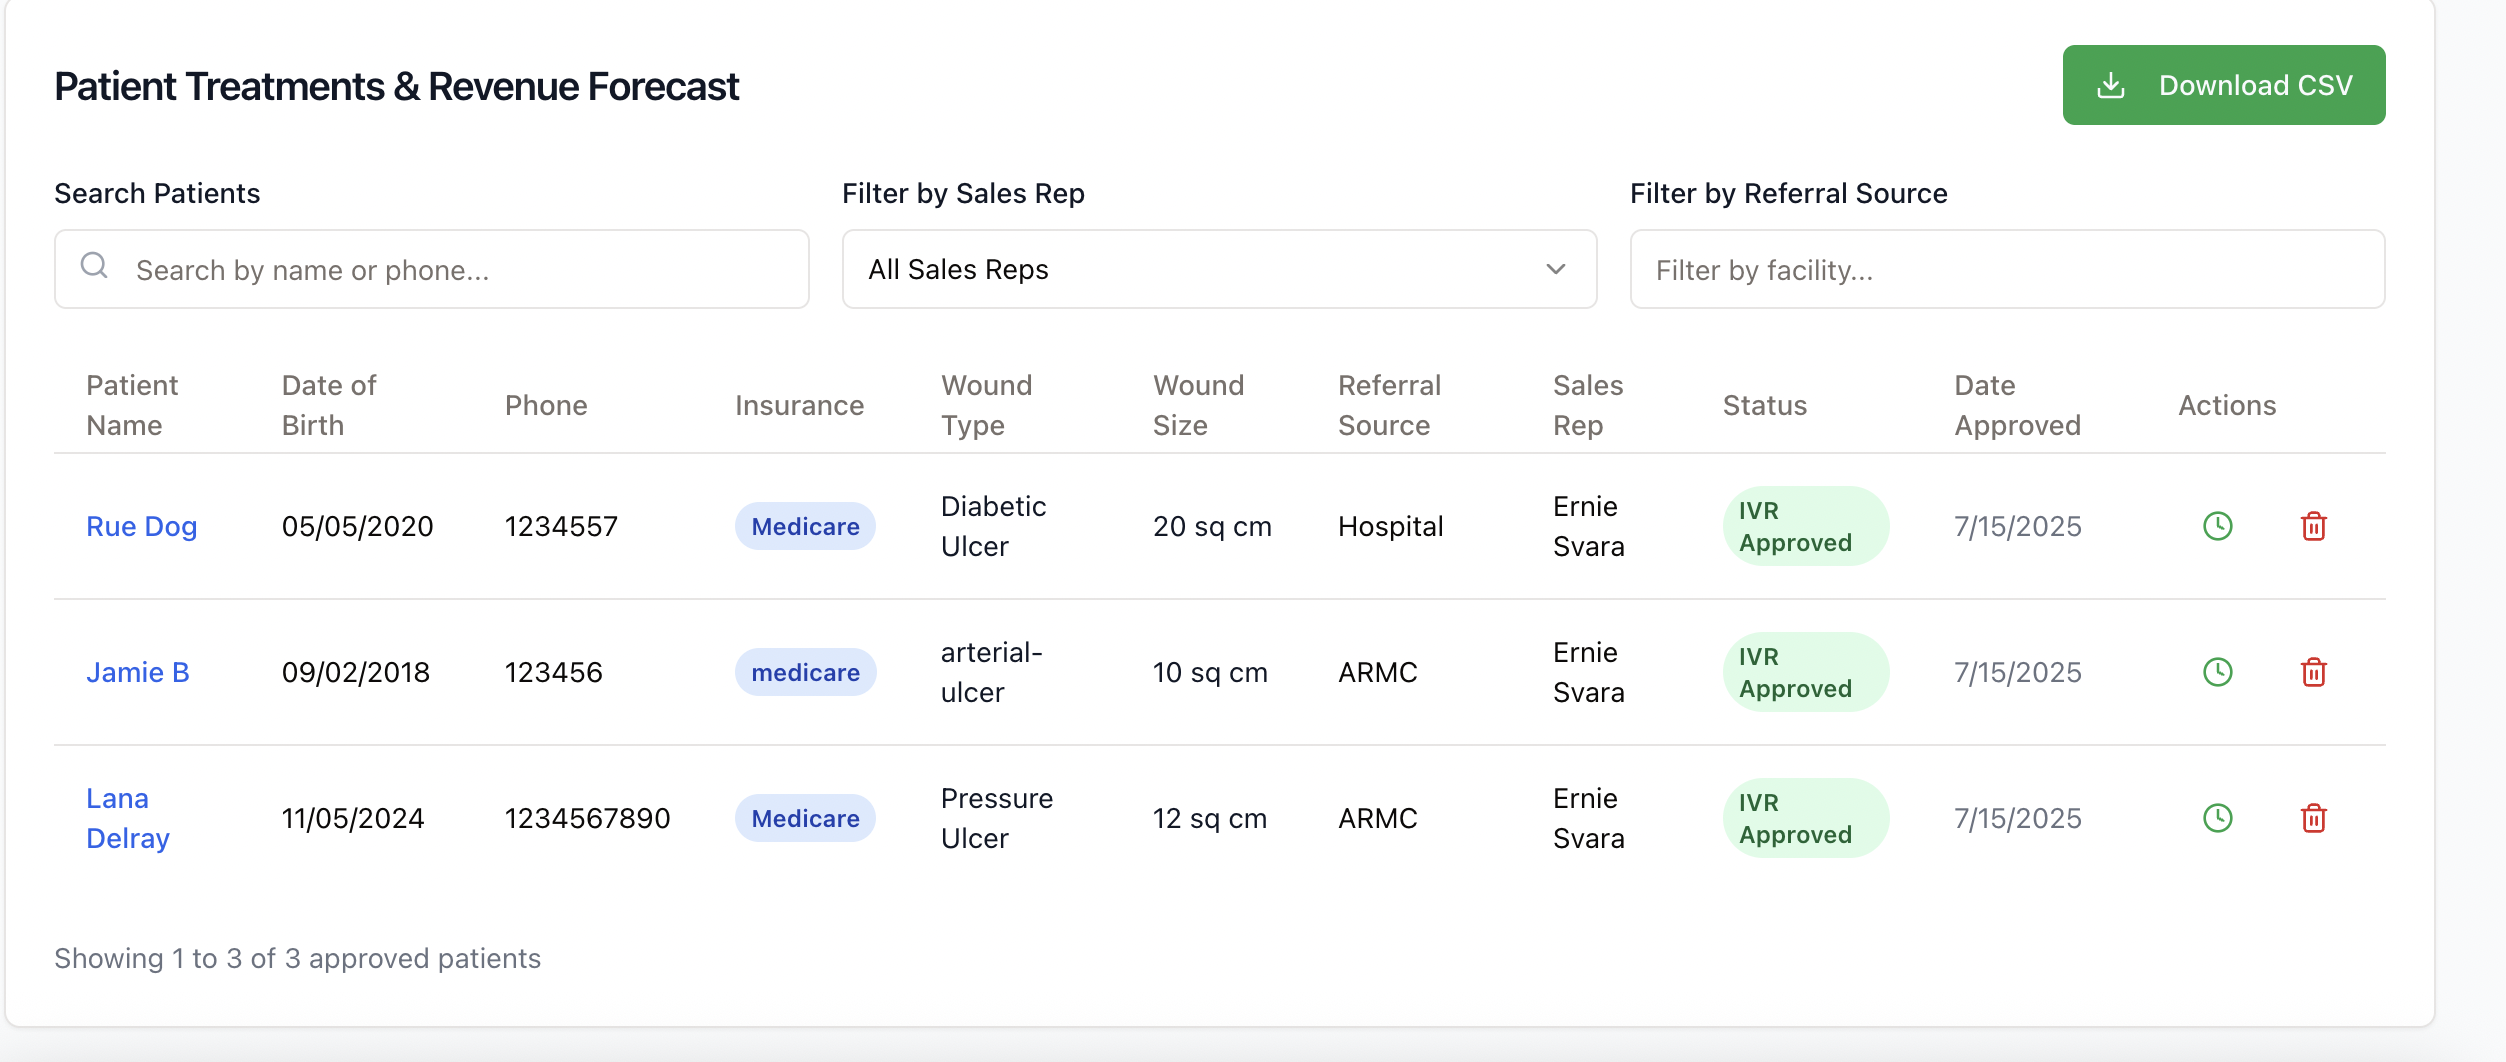 Patient Treatments & Revenue Forecast
Download CSV
Search Patients
Filter by Sales Rep
Filter by Referral Source
Search by name or phone...
All Sales Reps
Filter by facility...
Patient
Name
Date of
Birth
Phone
Insurance
Wound
Type
Wound
Size
Referral
Source
Sales
Rep
Status
Date
Approved
Actions
Rue Dog
05/05/2020
1234557
Medicare
Diabetic
Ulcer
20 sq cm
Hospital
Ernie
Svara
IVR
Approved
7/15/2025
Jamie B
09/02/2018
123456
medicare
arterial-
ulcer
10 sq cm
ARMC
Ernie
Svara
IVR
Approved
7/15/2025
Lana
Delray
11/05/2024
1234567890
Medicare
Pressure
Ulcer
12 sq cm
ARMC
Ernie
Svara
IVR
Approved
7/15/2025
Showing 1 to 3 of 3 approved patients